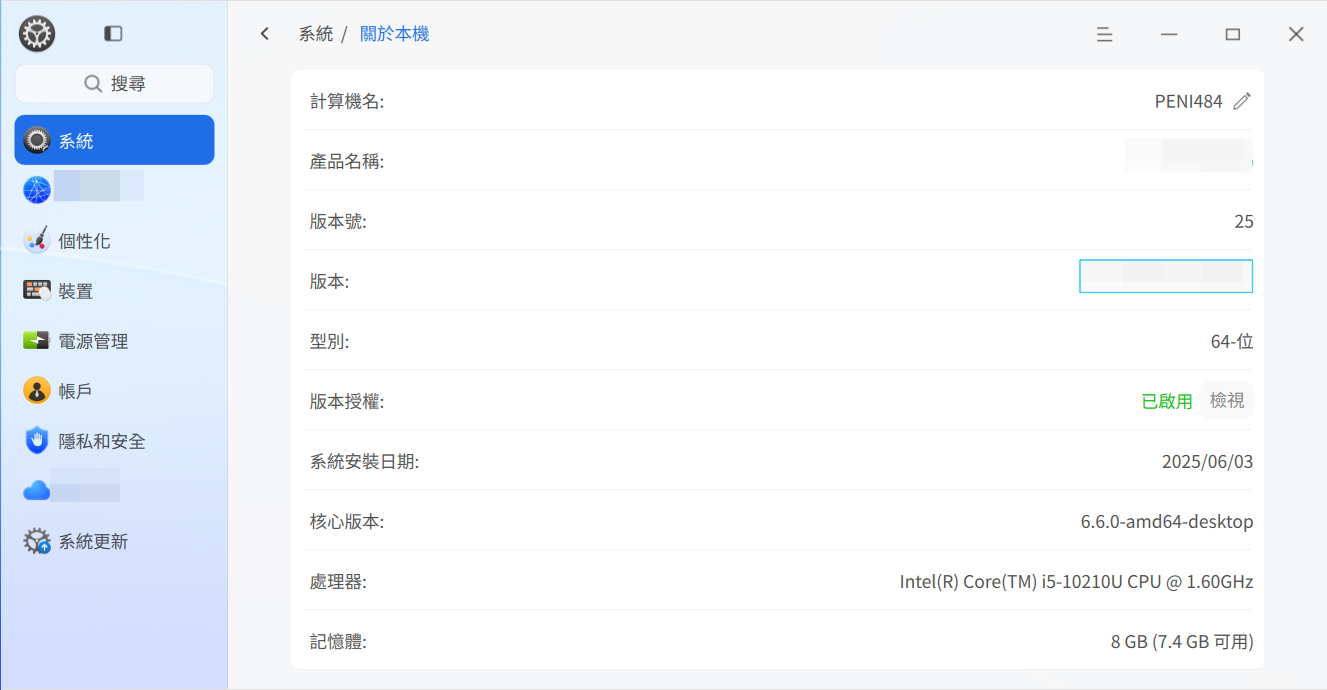 系統 / 關於本機
搜尋
系統
個性化
裝置
電源管理
帳戶
隱私和安全
系統更新
計算機名: PENI484
產品名稱:
版本號: 25
版本:
型別: 64-位
版本授權: 已啟用 檢視
系統安裝日期: 2025/06/03
核心版本: 6.6.0-amd64-desktop
處理器: Intel(R) Core(TM) i5-10210U CPU @ 1.60GHz
記憶體: 8 GB (7.4 GB 可用)